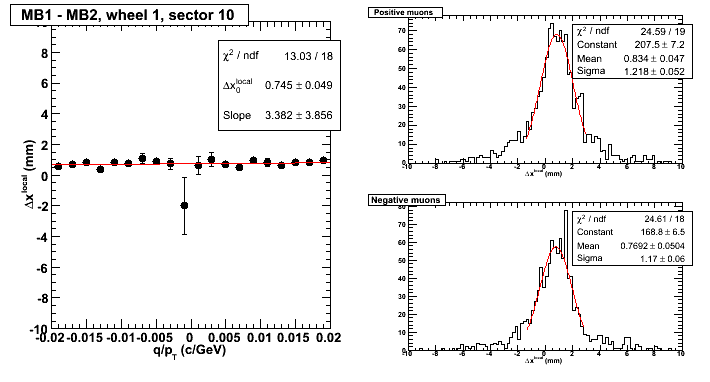 MB1 - MB2, wheel 1, sector 10
χ² / ndf 13.03 / 18
Δx₀^local 0.745 ± 0.049
Slope 3.382 ± 3.856
Δx^local (mm)
8
6
4
2
0
-2
-4
-6
-8
-10
-0.02 -0.015 -0.01 -0.005 0 0.005 0.01 0.015 0.02
q/p_T (c/GeV)
Positive muons
χ² / ndf 24.59 / 19
Constant 207.5 ± 7.2
Mean 0.834 ± 0.047
Sigma 1.218 ± 0.052
70
60
50
40
30
20
10
0
-10 -8 -6 -4 -2 0 2 4 6 8 10
Δx^local (mm)
Negative muons
χ² / ndf 24.61 / 18
Constant 168.8 ± 6.5
Mean 0.7692 ± 0.0504
Sigma 1.17 ± 0.06
80
70
60
50
40
30
20
10
0
-10 -8 -6 -4 -2 0 2 4 6 8 10
Δx^local (mm)